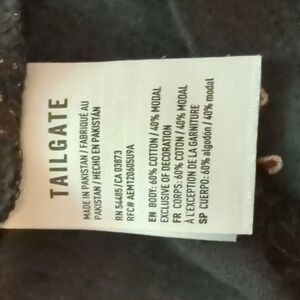 TAILGATE
MADE IN PAKISTAN / FABRIQUÉ AU
PAKISTAN / HECHO EN PAKISTÁN
RN 54485/CA 03873
RFC# AEM120605U9A
EN BODY: 60% COTTON / 40% MODAL
EXCLUSIVE OF DECORATION
FR CORPS: 60% COTON / 40% MODAL
À L'EXCEPTION DE LA GARNITURE
SP CUERPO: 60% algodón / 40% modal